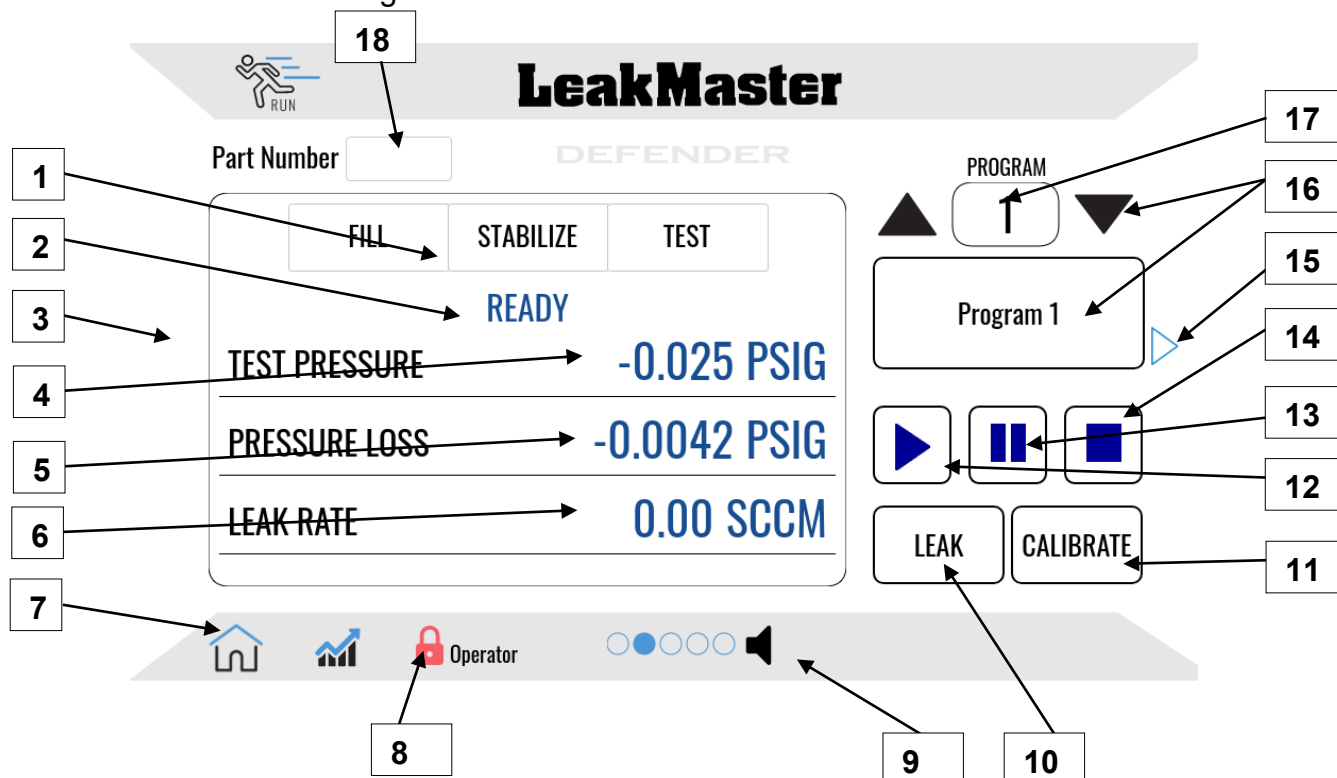 18
LeakMaster
RUN
17
Part Number
DEFENDER
PROGRAM
1
16
1
FILL
STABILIZE
TEST
2
15
READY
Program 1
3
14
TEST PRESSURE
-0.025 PSIG
4
13
PRESSURE LOSS
-0.0042 PSIG
5
12
LEAK RATE
0.00 SCCM
6
LEAK
CALIBRATE
11
7
Operator
8
9
10